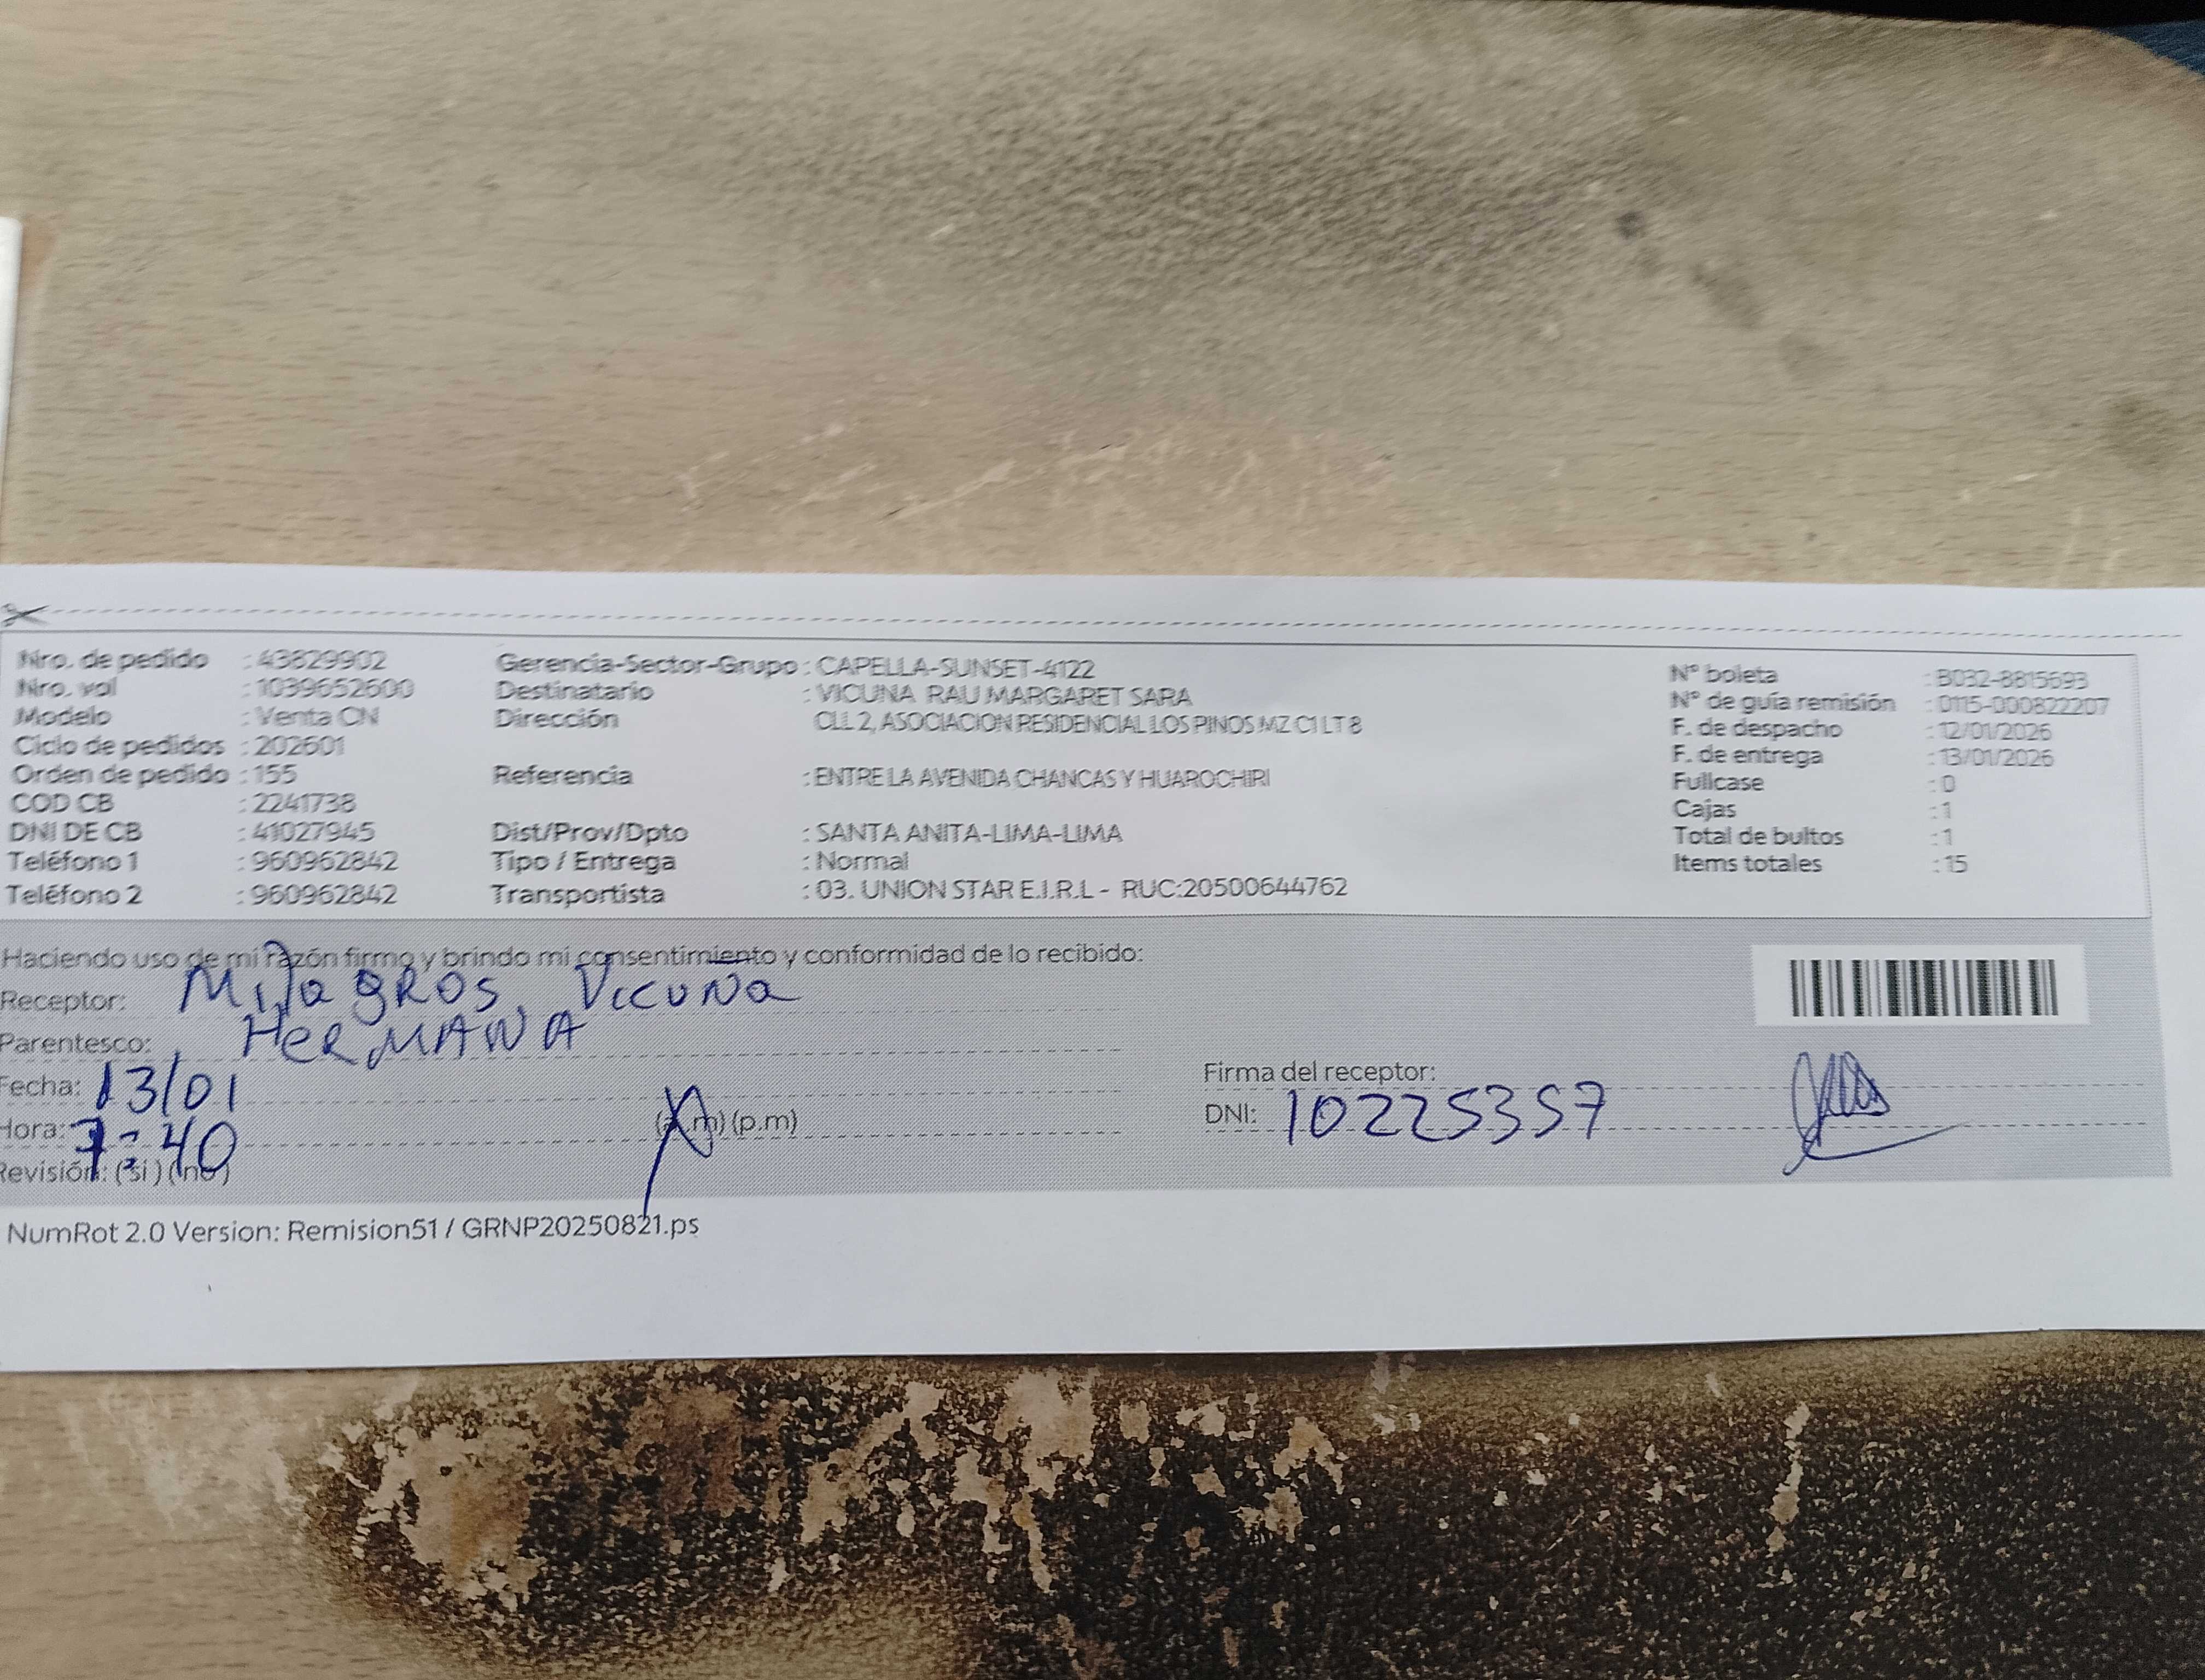 Nro. de pedido : 43829902
Nro. val : 1039652600
Modelo : Venta CN
Ciclo de pedidos : 202601
Orden de pedido : 155
COD CB : 2241738
DNI DE CB : 41027945
Teléfono 1 : 960962842
Teléfono 2 : 960962842
Gerencia-Sector-Grupo : CAPELLA-SUNSET-4122
Destinatario : VICUNA RAU MARGARET SARA
Dirección CLL 2, ASOCIACION RESIDENCIAL LOS PINOS MZ C1 LT 8
Referencia : ENTRE LA AVENIDA CHANCAS Y HUAROCHIRI
Dist/Prov/Dpto : SANTA ANITA-LIMA-LIMA
Tipo / Entrega : Normal
Transportista : 03. UNION STAR E.I.R.L - RUC:20500644762
N° boleta : B032-8815693
N° de guía remisión : 0115-000822207
F. de despacho : 12/01/2026
F. de entrega : 13/01/2026
Fullcase : 0
Cajas : 1
Total de bultos : 1
Items totales : 15
Haciendo uso de mi razón firmo y brindo mi consentimiento y conformidad de lo recibido:
Receptor: Milagros Vicuña
Parentesco: HerMANA
Fecha: 13/01
Hora: 7:40 (a.m) (p.m)
Revisión: (si) (no)
Firma del receptor:
DNI: 10225357
NumRot 2.0 Version: Remision51 / GRNP20250821.ps